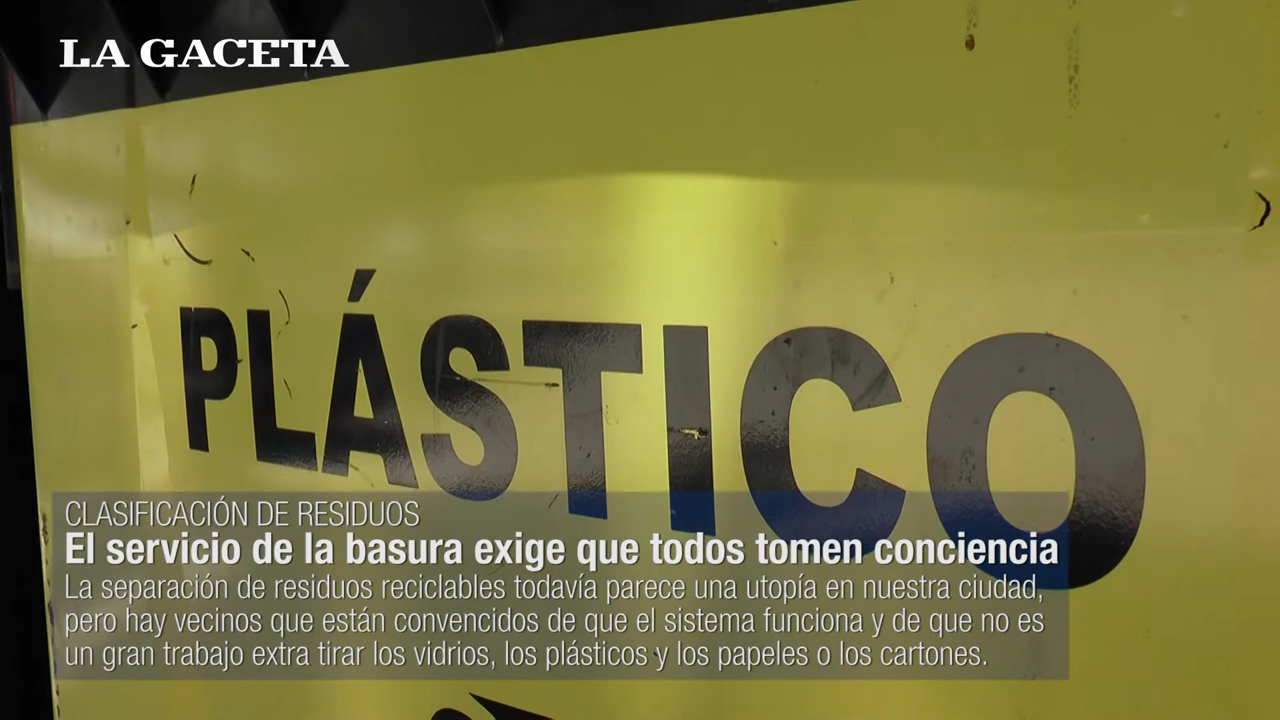 LA GACETA
PLÁSTICO
CLASIFICACIÓN DE RESIDUOS
El servicio de la basura exige que todos tomen conciencia
La separación de residuos reciclables todavía parece una utopía en nuestra ciudad,
pero hay vecinos que están convencidos de que el sistema funciona y de que no es
un gran trabajo extra tirar los vidrios, los plásticos y los papeles o los cartones.